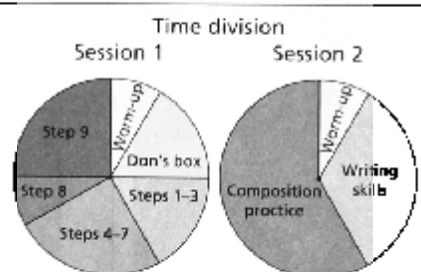 Time division
Session 1
Session 2
Warm-up
Dan's box
Steps 1–3
Steps 4–7
Step 8
Step 9
Warm-up
Writing skills
Composition practice